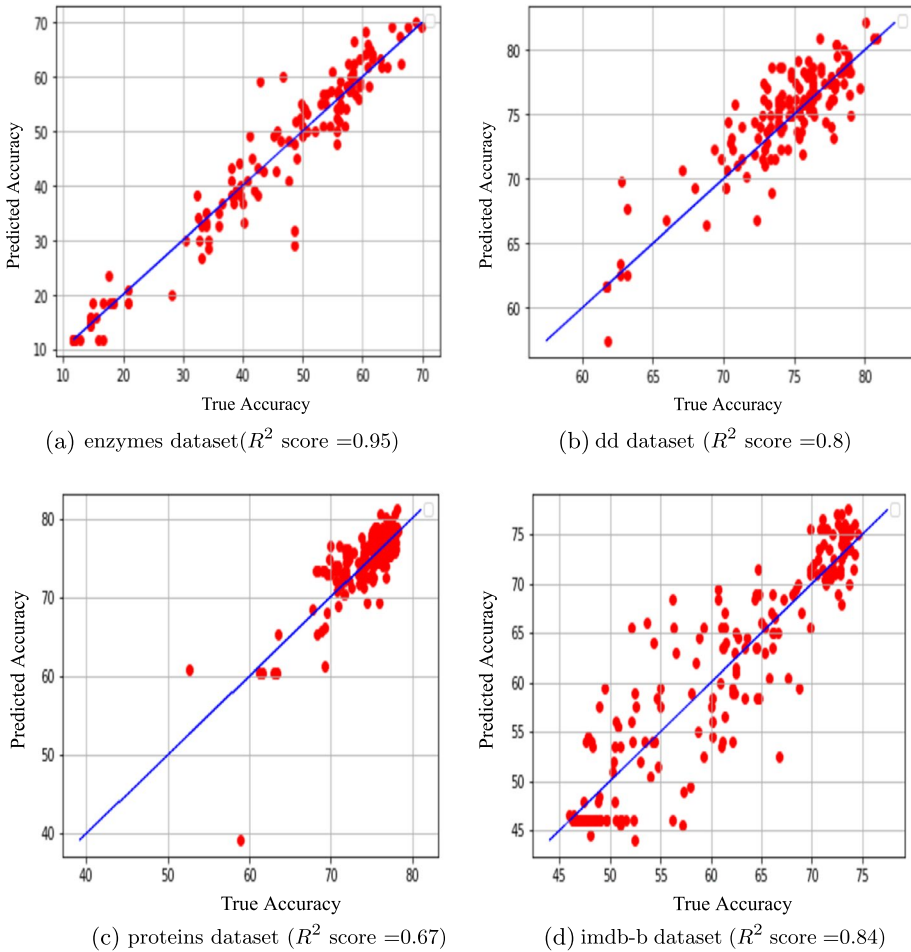 Predicted Accuracy
70
60
50
40
30
20
10
10 20 30 40 50 60 70
True Accuracy
(a) enzymes dataset(R² score =0.95)
Predicted Accuracy
80
75
70
65
60
60 65 70 75 80
True Accuracy
(b) dd dataset (R² score =0.8)
Predicted Accuracy
80
70
60
50
40
40 50 60 70 80
True Accuracy
(c) proteins dataset (R² score =0.67)
Predicted Accuracy
75
70
65
60
55
50
45
45 50 55 60 65 70 75
True Accuracy
(d) imdb-b dataset (R² score =0.84)